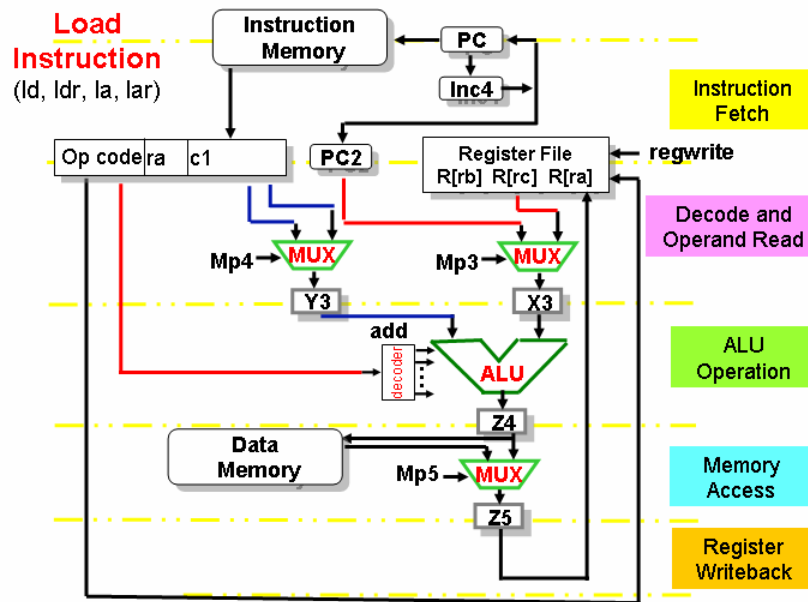 Load
Instruction
(ld, ldr, la, lar)
Instruction
Memory
PC
Inc4
Instruction
Fetch
Op code ra c1
PC2
Register File
R[rb] R[rc] R[ra]
regwrite
Decode and
Operand Read
Mp4
MUX
Mp3
MUX
Y3
X3
add
decoder
ALU
ALU
Operation
Z4
Data
Memory
Mp5
MUX
Memory
Access
Z5
Register
Writeback